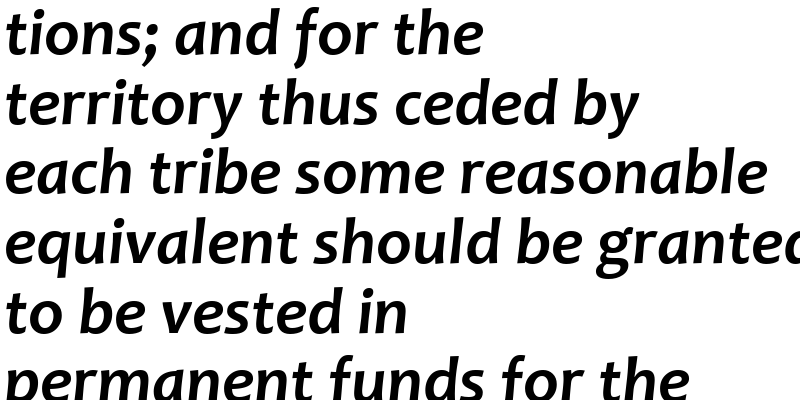 tions; and for the
territory thus ceded by
each tribe some reasonable
equivalent should be granted
to be vested in
permanent funds for the